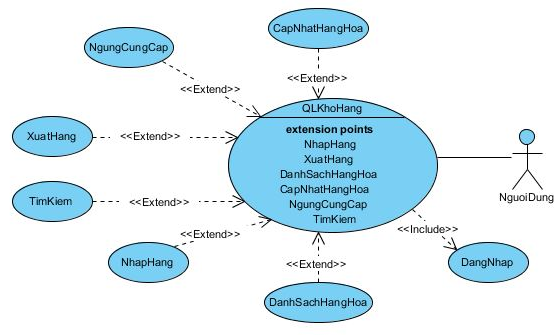 CapNhatHangHoa
NgungCungCap
<<Extend>>
<<Extend>>
QLKhoHang
extension points
NhapHang
XuatHang
DanhSachHangHoa
CapNhatHangHoa
NgungCungCap
TimKiem
XuatHang
<<Extend>>
TimKiem
<<Extend>>
NguoiDung
<<Extend>>
<<Include>>
NhapHang
<<Extend>>
DangNhap
DanhSachHangHoa